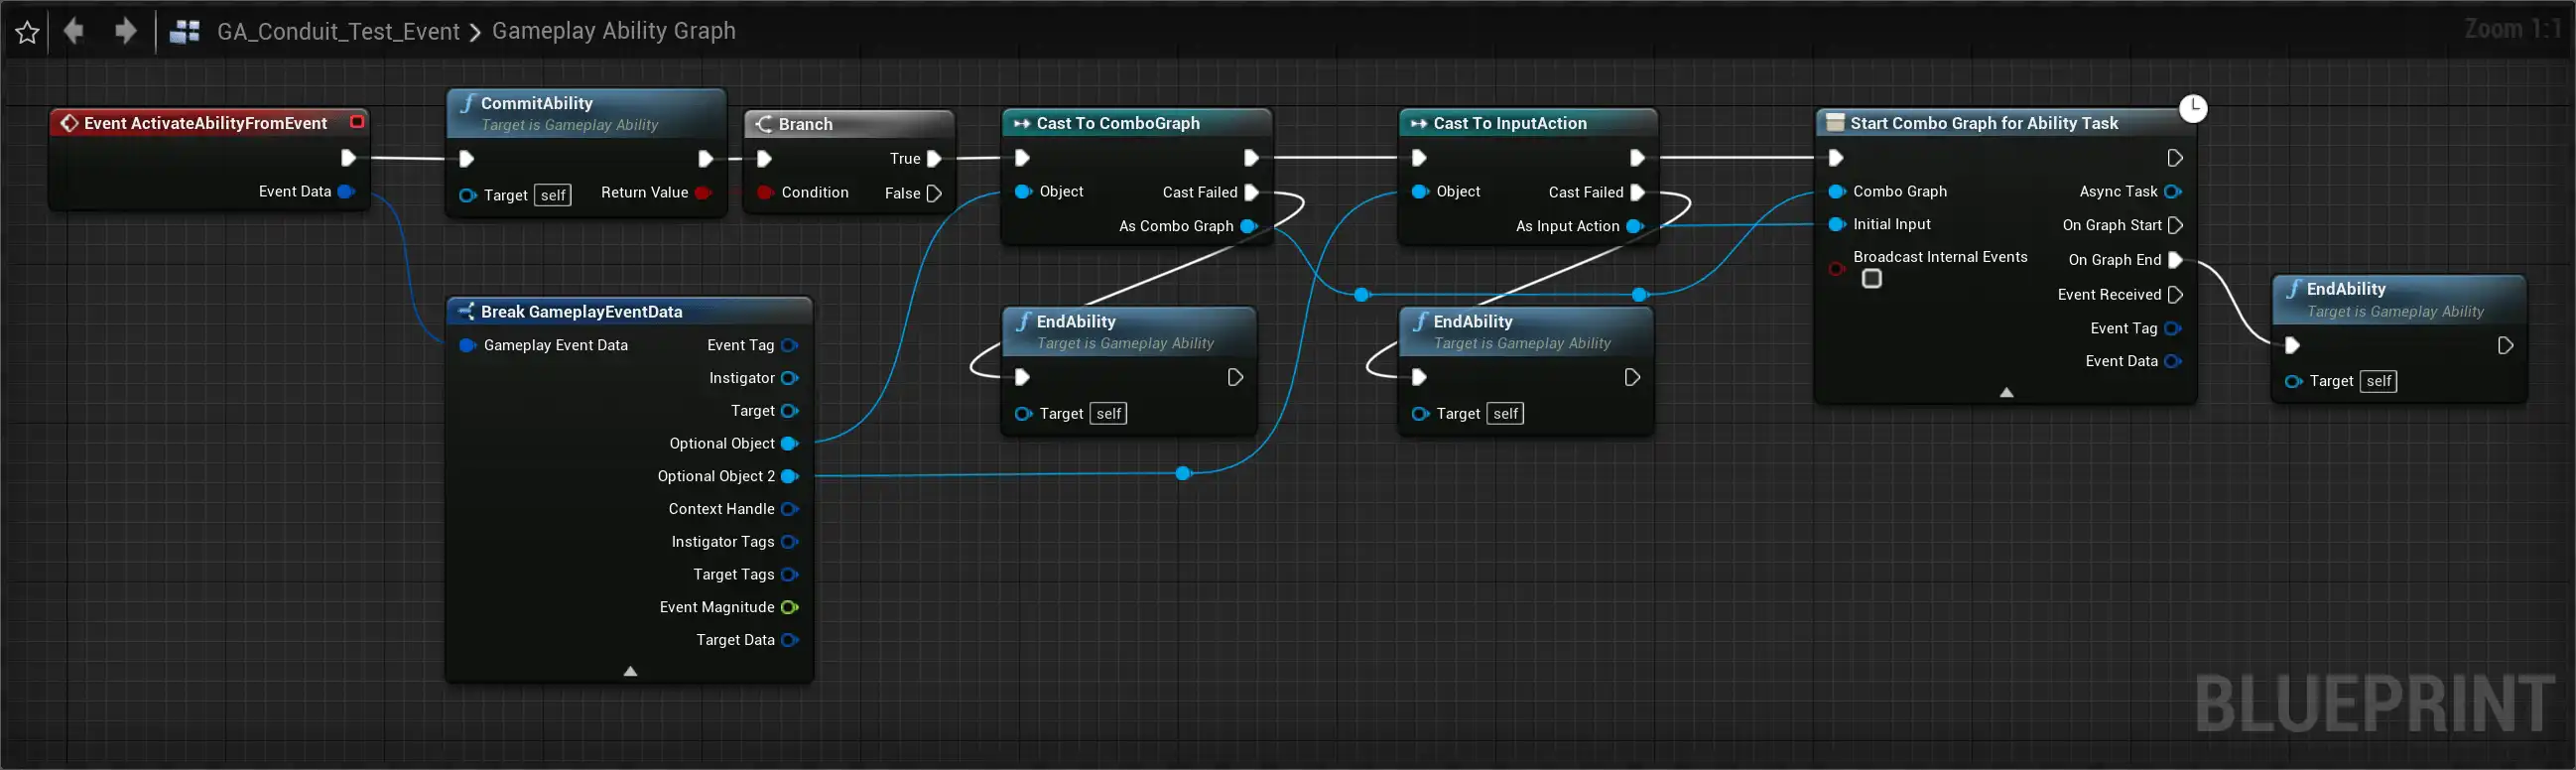 GA_Conduit_Test_Event > Gameplay Ability Graph
Zoom 1:1
Event ActivateAbilityFromEvent
Event Data
CommitAbility
Target is Gameplay Ability
Target self
Return Value
Branch
True
Condition
False
Cast To ComboGraph
Object
Cast Failed
As Combo Graph
Cast To InputAction
Object
Cast Failed
As Input Action
Start Combo Graph for Ability Task
Combo Graph
Async Task
Initial Input
On Graph Start
Broadcast Internal Events
On Graph End
Event Received
Event Tag
Event Data
Break GameplayEventData
Gameplay Event Data
Event Tag
Instigator
Target
Optional Object
Optional Object 2
Context Handle
Instigator Tags
Target Tags
Event Magnitude
Target Data
EndAbility
Target is Gameplay Ability
Target self
EndAbility
Target is Gameplay Ability
Target self
EndAbility
Target is Gameplay Ability
Target self
BLUEPRINT